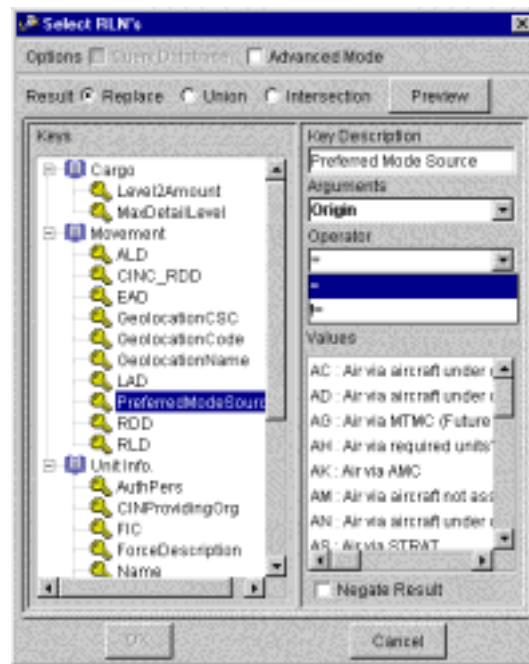 Select RLN's
Options Query Database Advanced Mode
Result Replace Union Intersection Preview
Keys
Cargo
Level2Amount
MaxDetailLevel
Movement
ALD
CINC_RDD
EAD
GeolocationCSC
GeolocationCode
GeolocationName
LAD
PreferredModeSourc
RDD
RLD
Unit Info.
AuthPers
CINProvidingOrg
FIC
ForceDescription
Name
Key Description
Preferred Mode Source
Arguments
Origin
Operator
=
=
!=
Values
AC : Air via aircraft under
AD : Air via aircraft under
AG : Air via MTMC (Future
AH : Air via required units'
AK : Air via AMC
AM : Air via aircraft not ass
AN : Air via aircraft under
AS : Air via STRAT
Negate Result
OK
Cancel